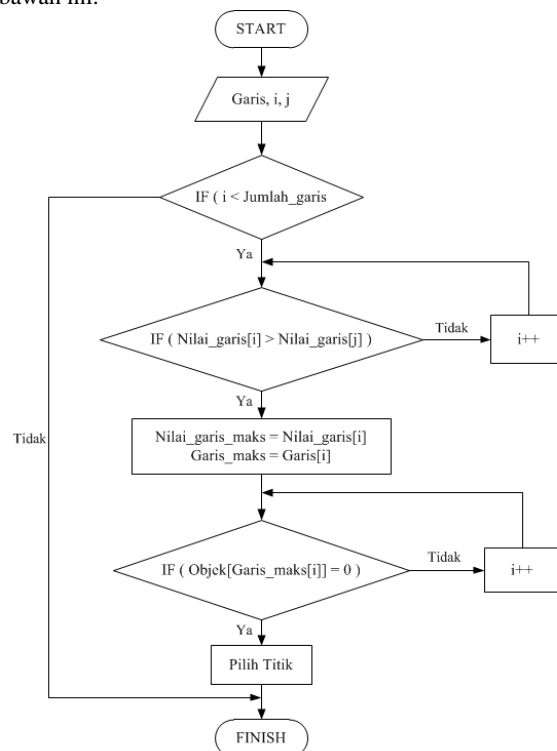 bawah ini:
START
Garis, i, j
IF ( i < Jumlah_garis
Ya
IF ( Nilai_garis[i] > Nilai_garis[j] )
Tidak
i++
Ya
Nilai_garis_maks = Nilai_garis[i]
Garis_maks = Garis[i]
Tidak
IF ( Objek[Garis_maks[i]] = 0 )
Tidak
i++
Ya
Pilih Titik
FINISH